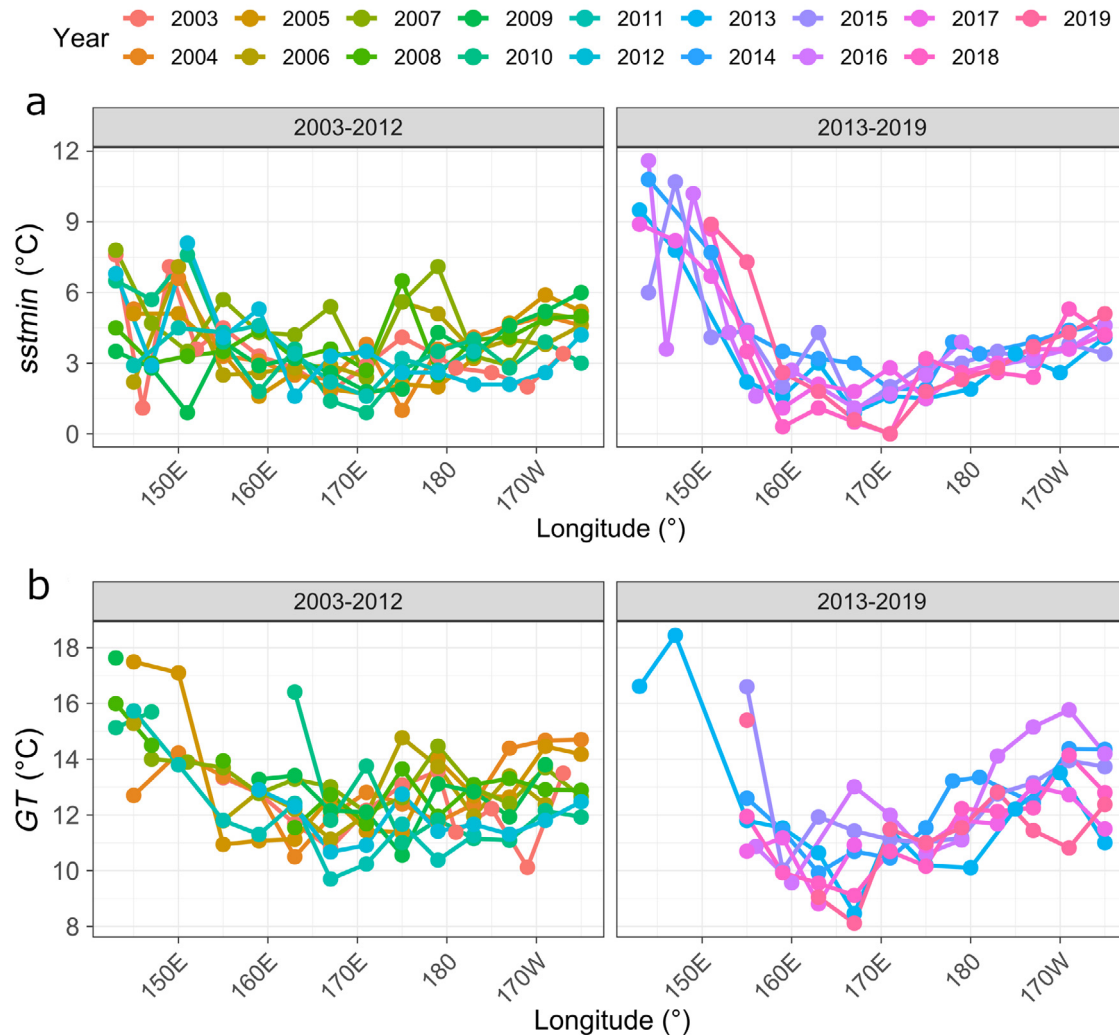 2003 2005 2007 2009 2011 2013 2015 2017 2019
Year
2004 2006 2008 2010 2012 2014 2016 2018
a
2003-2012 2013-2019
12
9
6
3
0
sstmin (°C)
150E 160E 170E 180 170W 150E 160E 170E 180 170W
Longitude (°)
b
2003-2012 2013-2019
18
16
14
12
10
8
GT (°C)
150E 160E 170E 180 170W 150E 160E 170E 180 170W
Longitude (°)